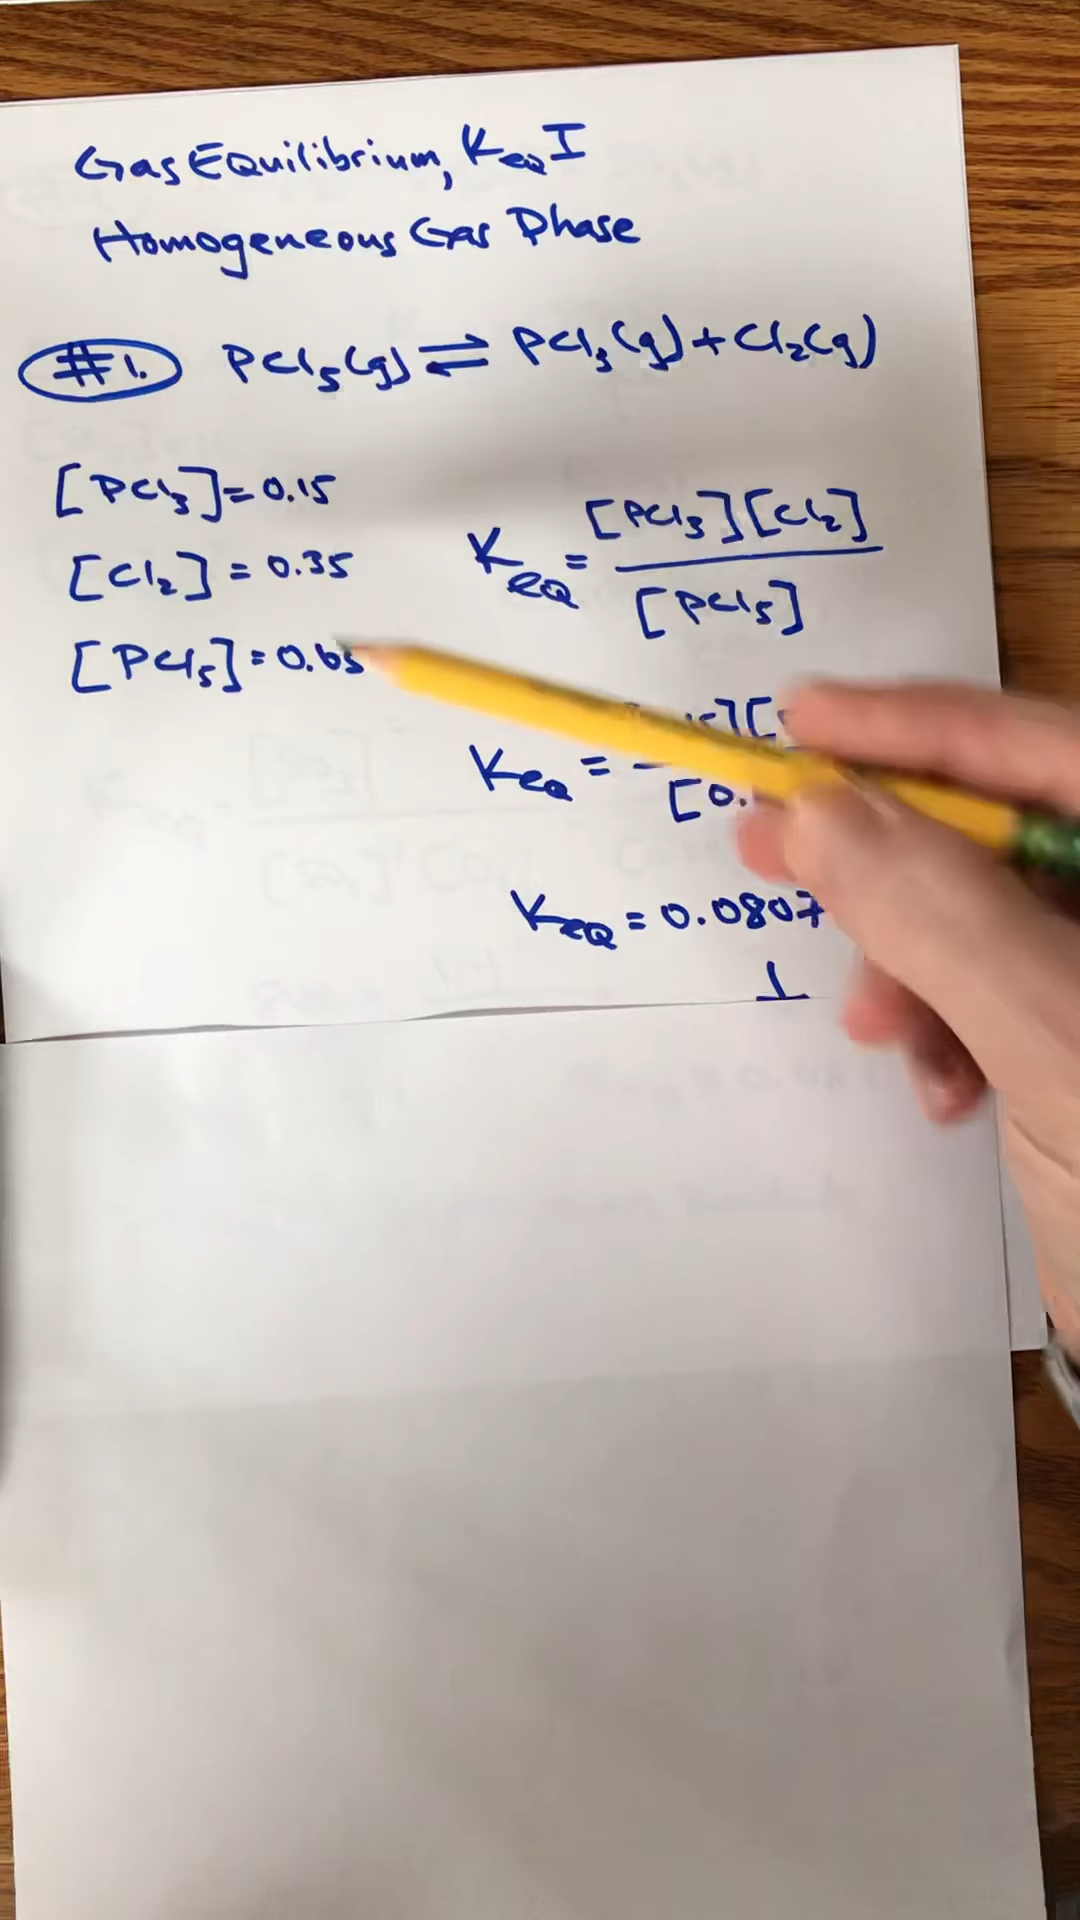 Gas Equilibrium, Keq I
Homogeneous Gas Phase
#1. PCl5(g) ⇌ PCl3(g) + Cl2(g)
[PCl3] = 0.15
[Cl2] = 0.35
[PCl5] = 0.65
Keq = [PCl3][Cl2]
[PCl5]
Keq =
[0.
Keq = 0.0807